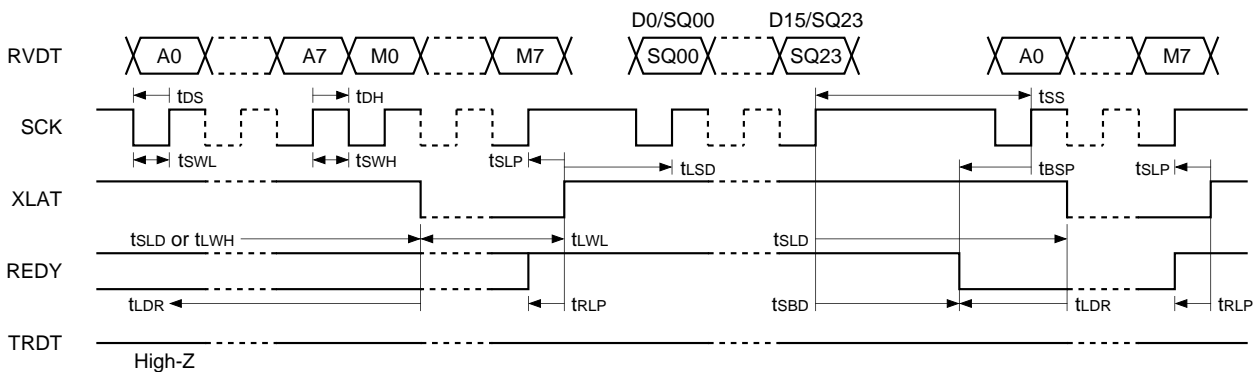 D0/SQ00 D15/SQ23
RVDT A0 A7 M0 M7 SQ00 SQ23 A0 M7
tDS tDH tSS
SCK
tSWL tSWH tSLP tLSD tBSP tSLP
XLAT
tSLD or tLWH tLWL tSLD
REDY
tLDR tRLP tSBD tLDR tRLP
TRDT
High-Z